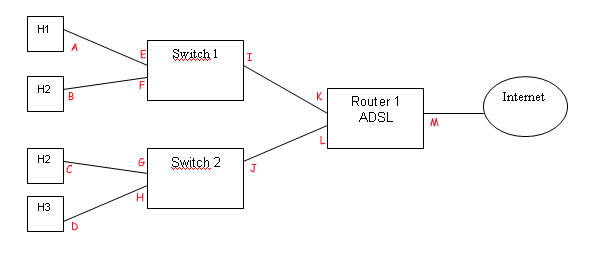 H1
A
E
Switch 1
I
H2
B
F
K
Router 1
ADSL
M
Internet
L
H2
C
G
Switch 2
J
H
H3
D